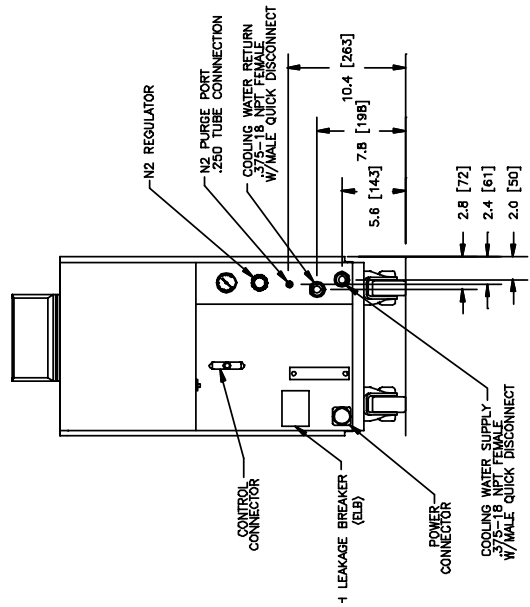 N2 REGULATOR
N2 PURGE PORT
.250 TUBE CONNNECTION
COOLING WATER RETURN
.375-18 NPT FEMALE
W/MALE QUICK DISCONNECT
10.4 [263]
7.8 [198]
5.6 [143]
2.8 [72]
2.4 [61]
2.0 [50]
CONTROL
CONNECTOR
H LEAKAGE BREAKER
(ELB)
POWER
CONNECTOR
COOLING WATER SUPPLY
.375-18 NPT FEMALE
W/MALE QUICK DISCONNECT